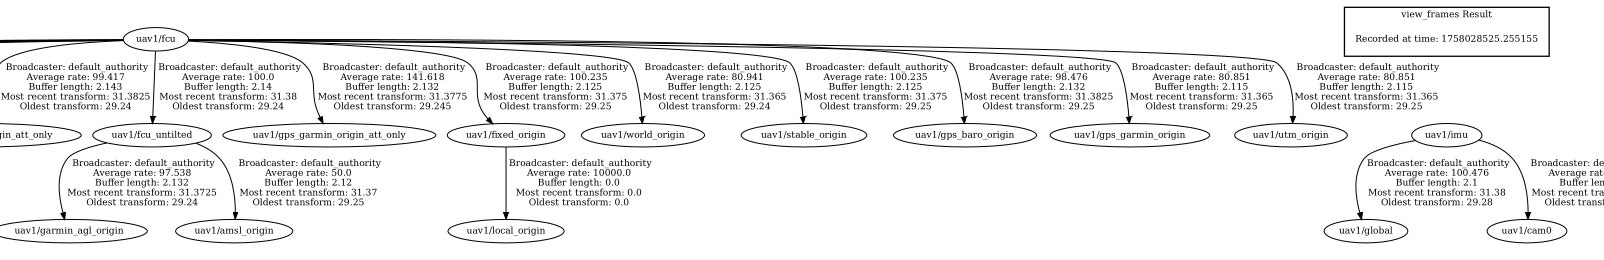 view_frames Result
Recorded at time: 1758028525.255155
uav1/fcu
Broadcaster: default_authority
Average rate: 99.417
Buffer length: 2.143
Most recent transform: 31.3825
Oldest transform: 29.24
Broadcaster: default_authority
Average rate: 100.0
Buffer length: 2.14
Most recent transform: 31.38
Oldest transform: 29.24
Broadcaster: default_authority
Average rate: 141.618
Buffer length: 2.132
Most recent transform: 31.3775
Oldest transform: 29.245
Broadcaster: default_authority
Average rate: 100.235
Buffer length: 2.125
Most recent transform: 31.375
Oldest transform: 29.25
Broadcaster: default_authority
Average rate: 80.941
Buffer length: 2.125
Most recent transform: 31.365
Oldest transform: 29.24
Broadcaster: default_authority
Average rate: 100.235
Buffer length: 2.125
Most recent transform: 31.375
Oldest transform: 29.25
Broadcaster: default_authority
Average rate: 98.476
Buffer length: 2.132
Most recent transform: 31.3825
Oldest transform: 29.25
Broadcaster: default_authority
Average rate: 80.851
Buffer length: 2.115
Most recent transform: 31.365
Oldest transform: 29.25
Broadcaster: default_authority
Average rate: 80.851
Buffer length: 2.115
Most recent transform: 31.365
Oldest transform: 29.25
gin_att_only
uav1/fcu_untilted
uav1/gps_garmin_origin_att_only
uav1/fixed_origin
uav1/world_origin
uav1/stable_origin
uav1/gps_baro_origin
uav1/gps_garmin_origin
uav1/utm_origin
uav1/imu
Broadcaster: default_authority
Average rate: 97.538
Buffer length: 2.132
Most recent transform: 31.3725
Oldest transform: 29.24
Broadcaster: default_authority
Average rate: 50.0
Buffer length: 2.12
Most recent transform: 31.37
Oldest transform: 29.25
Broadcaster: default_authority
Average rate: 10000.0
Buffer length: 0.0
Most recent transform: 0.0
Oldest transform: 0.0
Broadcaster: default_authority
Average rate: 100.476
Buffer length: 2.1
Most recent transform: 31.38
Oldest transform: 29.28
Broadcaster: de
Average rate
Buffer len
Most recent tra
Oldest transf
uav1/garmin_agl_origin
uav1/amsl_origin
uav1/local_origin
uav1/global
uav1/cam0